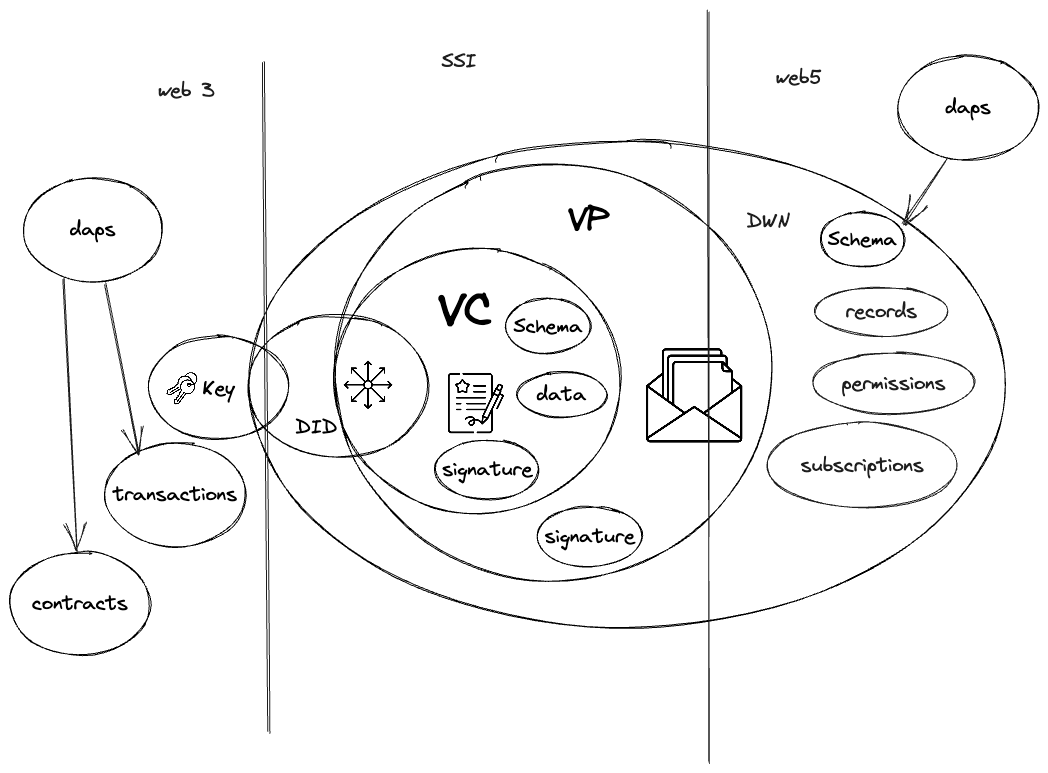 SSI
web 3
web5
daps
daps
VP
DWN
Schema
VC
Schema
records
Key
data
permissions
DID
signature
subscriptions
transactions
signature
contracts